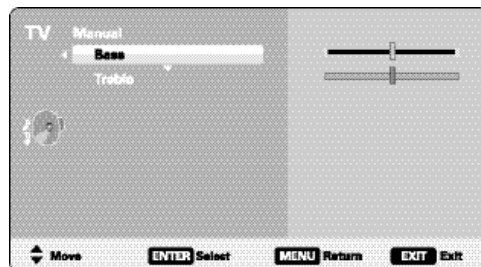 TV Manual
Bass
Treble
Move ENTER Select MENU Return EXIT Exit